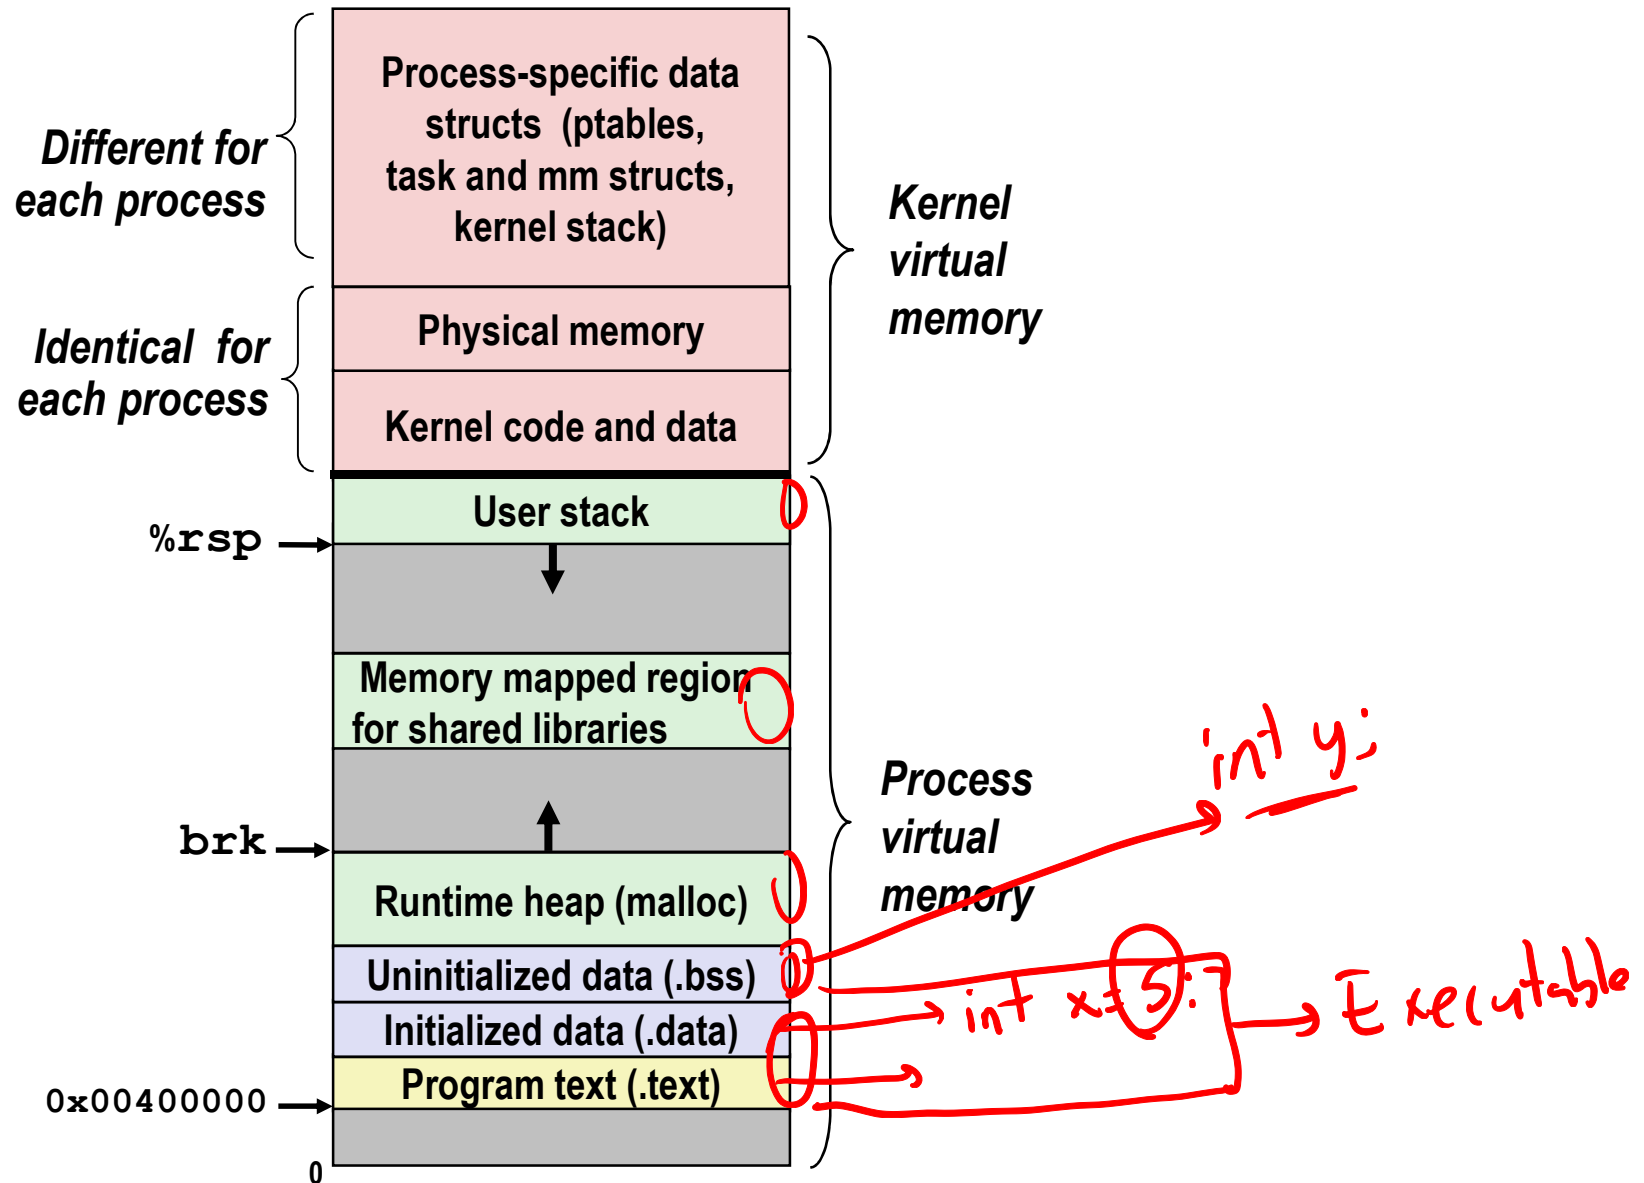 Process-specific data
structs (ptables,
task and mm structs,
kernel stack)
Different for
each process
Kernel
virtual
memory
Physical memory
Identical for
each process
Kernel code and data
User stack
%rsp
Memory mapped region
for shared libraries
int y;
Process
virtual
memory
brk
Runtime heap (malloc)
Uninitialized data (.bss)
int x=5;
Executable
Initialized data (.data)
Program text (.text)
0x00400000
0